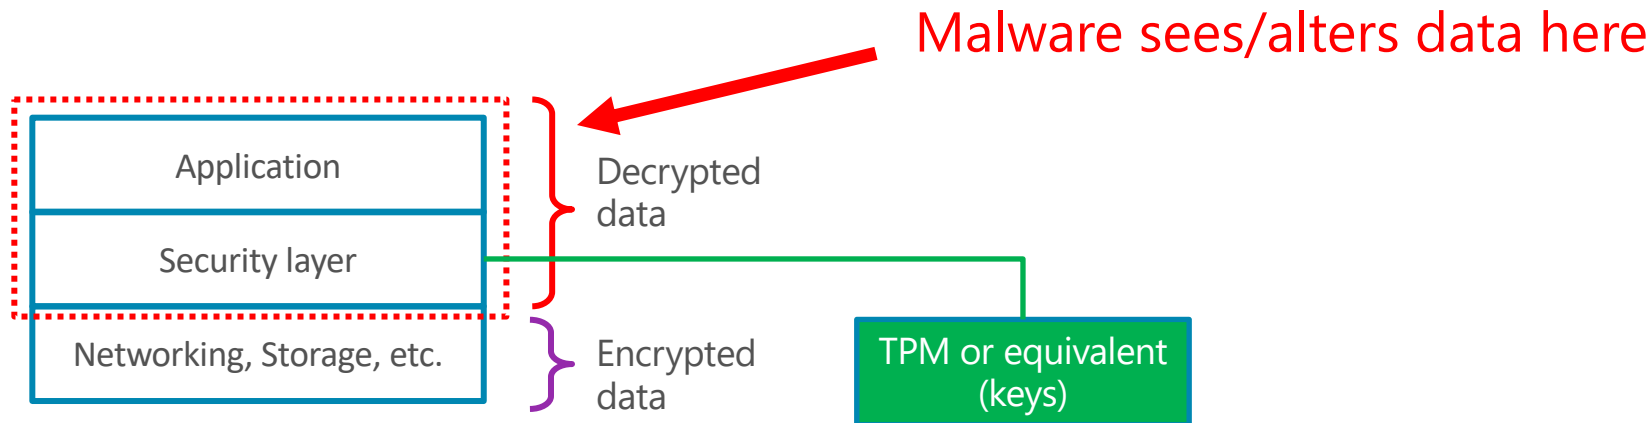 Malware sees/alters data here
Application
Decrypted
data
Security layer
Networking, Storage, etc.
Encrypted
data
TPM or equivalent
(keys)